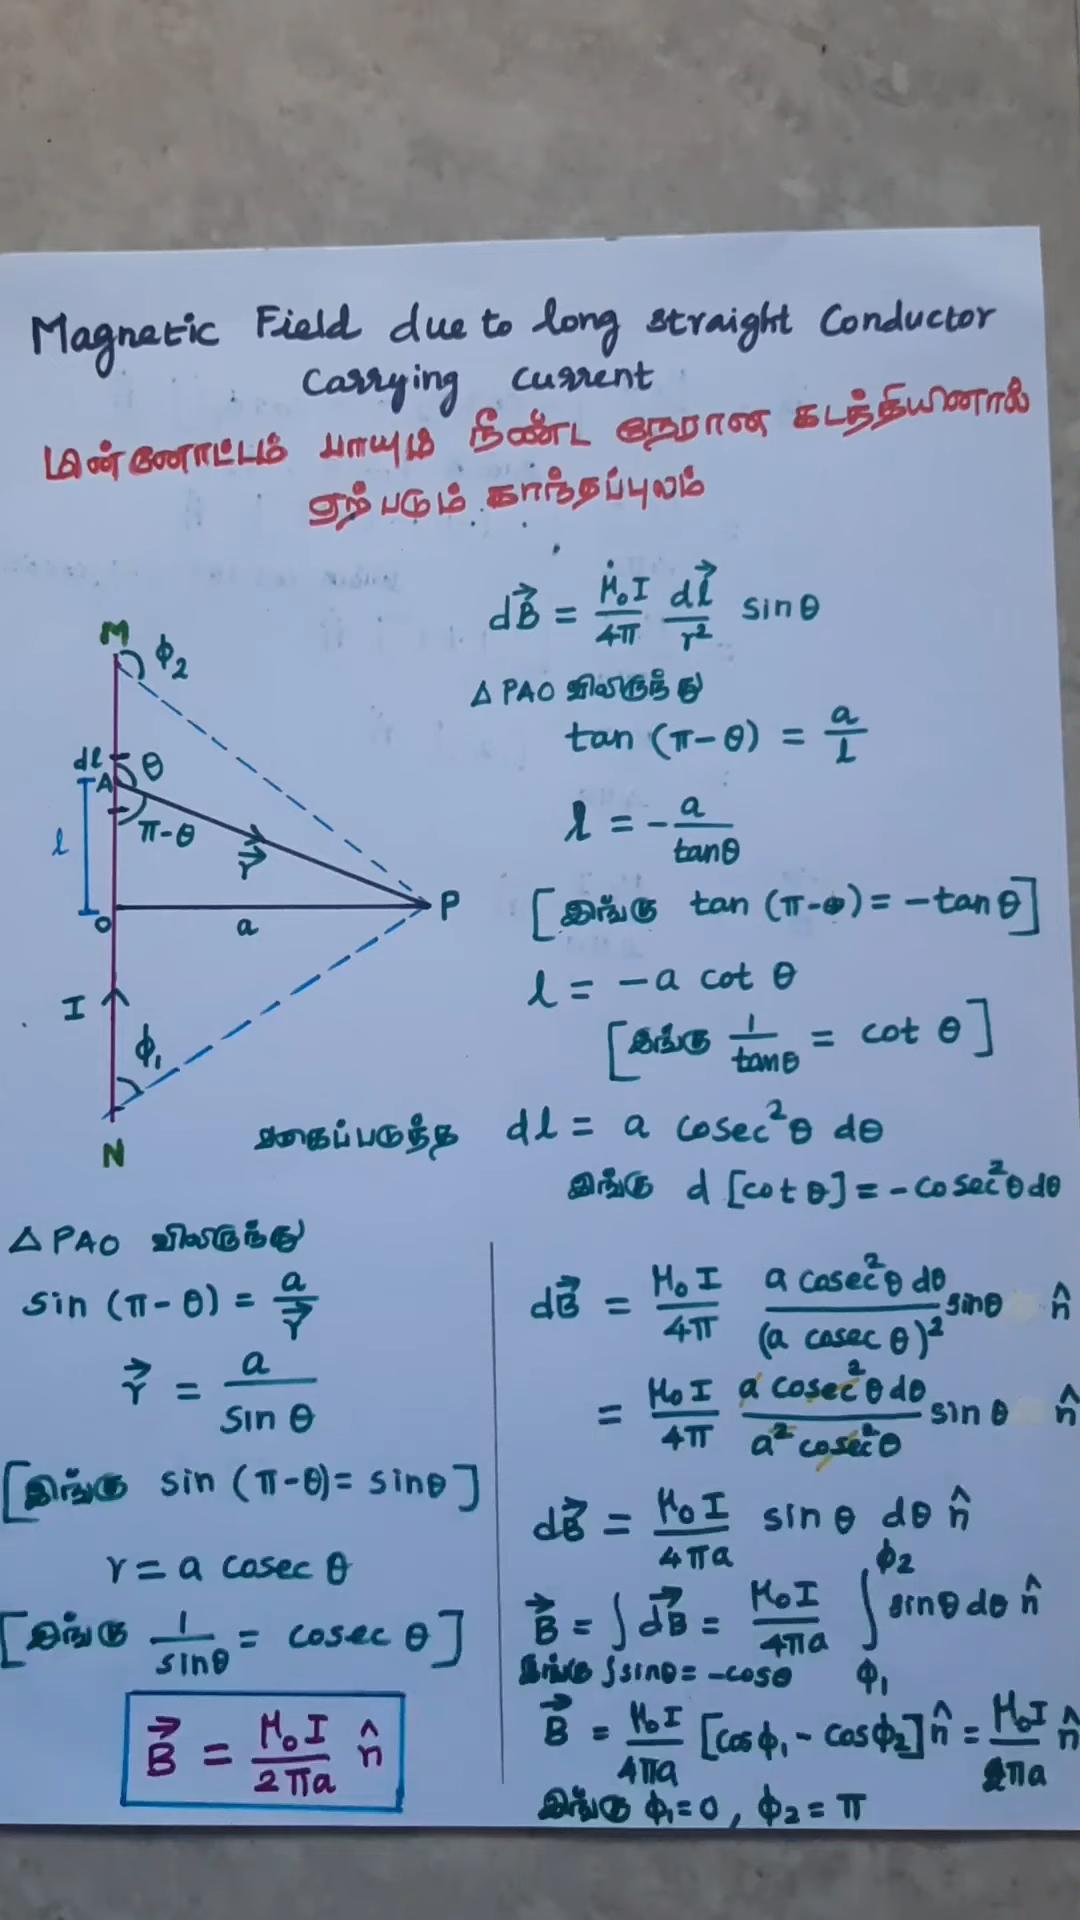 Magnetic Field due to long straight Conductor
carrying current
மின்னோட்டம் பாயும் நீண்ட நேரான கடத்தியினால்
ஏற்படும் காந்தப்புலம்
M
ϕ₂
dl
A
θ
π-θ
l
r⃗
P
O
a
I
ϕ₁
N
dB⃗ = μ₀I/4π dl⃗/r² sinθ
△ PAO விலிருந்து
tan (π-θ) = a/l
l = -a/tanθ
[இங்கு tan (π-θ) = -tanθ]
l = -a cot θ
[இங்கு 1/tanθ = cot θ]
வகைப்படுத்த dl = a cosec²θ dθ
இங்கு d [cot θ] = -cosec²θ dθ
△ PAO விலிருந்து
sin (π-θ) = a/r⃗
r⃗ = a/sin θ
[இங்கு sin (π-θ) = sinθ]
r = a cosec θ
[இங்கு 1/sinθ = cosec θ]
B⃗ = μ₀I/2πa n̂
dB⃗ = μ₀I/4π a cosec²θ dθ/(a cosec θ)² sinθ n̂
= μ₀I/4π a cosec²θ dθ/a² cosec²θ sin θ n̂
dB⃗ = μ₀I/4πa sin θ dθ n̂
B⃗ = ∫dB⃗ = μ₀I/4πa ∫ϕ₁^ϕ₂ sinθ dθ n̂
இங்கு ∫sinθ = -cosθ
B⃗ = μ₀I/4πa [cosϕ₁ - cosϕ₂] n̂ = μ₀I/2πa n̂
இங்கு ϕ₁=0, ϕ₂ = π